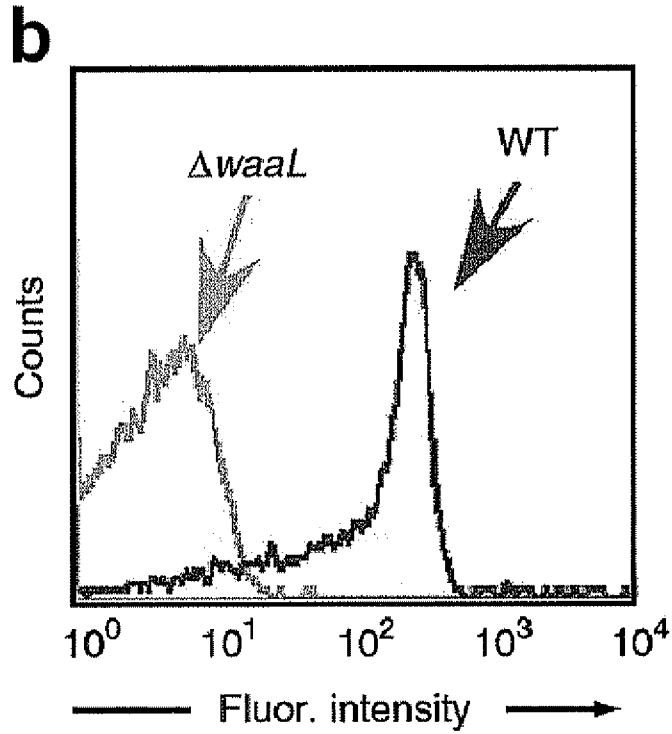 b
ΔwaaL
WT
Counts
10⁰ 10¹ 10² 10³ 10⁴
Fluor. intensity